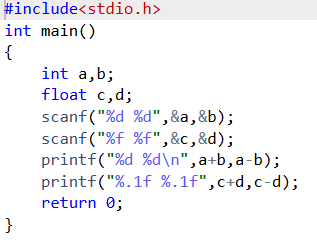 #include<stdio.h>
int main()
{
    int a,b;
    float c,d;
    scanf("%d %d",&a,&b);
    scanf("%f %f",&c,&d);
    printf("%d %d\n",a+b,a-b);
    printf("%.1f %.1f",c+d,c-d);
    return 0;
}